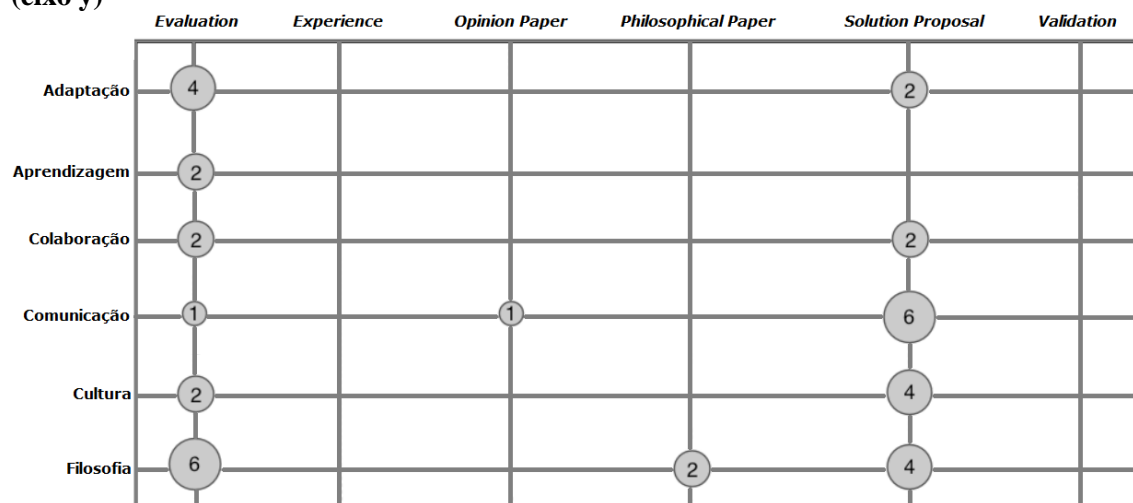 (eixo y)
Evaluation Experience Opinion Paper Philosophical Paper Solution Proposal Validation
Adaptação 4 2
Aprendizagem 2
Colaboração 2 2
Comunicação 1 1 6
Cultura 2 4
Filosofia 6 2 4